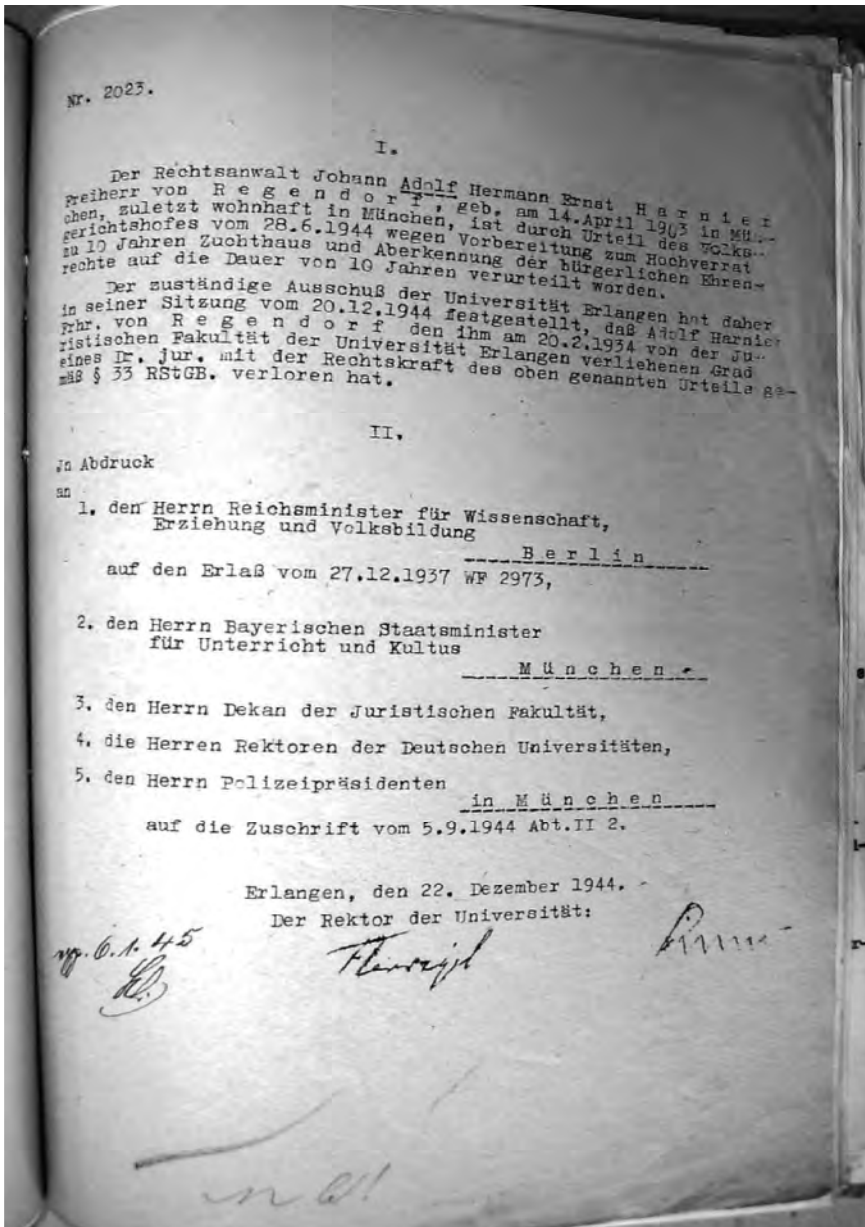 Nr. 2023.
I.
Der Rechtsanwalt Johann Adolf Hermann Ernst H a r n i e r
Freiherr von R e g e n d o r f , geb. am 14.April 1903 in Mün-
chen, zuletzt wohnhaft in München, ist durch Urteil des Volks-
gerichtshofes vom 28.6.1944 wegen Vorbereitung zum Hochverrat
zu 10 Jahren Zuchthaus und Aberkennung der bürgerlichen Ehren-
rechte auf die Dauer von 10 Jahren verurteilt worden.
Der zuständige Ausschuß der Universität Erlangen hat daher
in seiner Sitzung vom 20.12.1944 festgestellt, daß Adolf Harnier
Frhr. von R e g e n d o r f den ihm am 20.2.1934 von der Ju-
ristischen Fakultät der Universität Erlangen verliehenen Grad
eines Dr. jur. mit der Rechtskraft des oben genannten Urteils ge-
mäß § 33 RStGB. verloren hat.
II.
In Abdruck
an
1. den Herrn Reichsminister für Wissenschaft,
Erziehung und Volksbildung
B e r l i n
auf den Erlaß vom 27.12.1937 WF 2973,
2. den Herrn Bayerischen Staatsminister
für Unterricht und Kultus
M ü n c h e n
3. den Herrn Dekan der Juristischen Fakultät,
4. die Herren Rektoren der Deutschen Universitäten,
5. den Herrn Polizeipräsidenten
in M ü n c h e n
auf die Zuschrift vom 5.9.1944 Abt.II 2.
Erlangen, den 22. Dezember 1944.
Der Rektor der Universität:
6.1.45